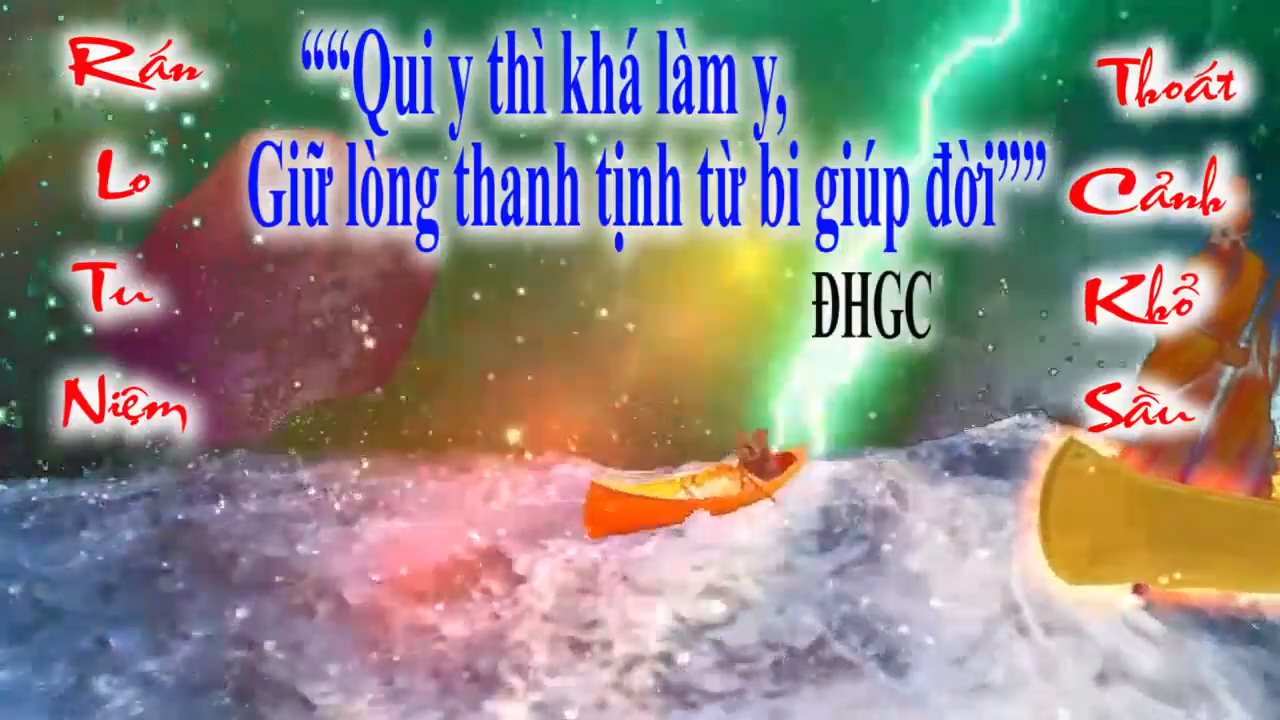 Rán
Lo
Tu
Niệm
““Qui y thì khá làm y,
Giữ lòng thanh tịnh từ bi giúp đời””
ĐHGC
Thoát
Cảnh
Khổ
Sầu